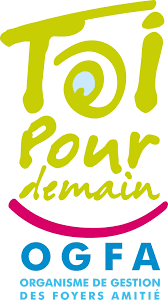 Toi
Pour
demain
OGFA
ORGANISME DE GESTION
DES FOYERS AMITIÉ